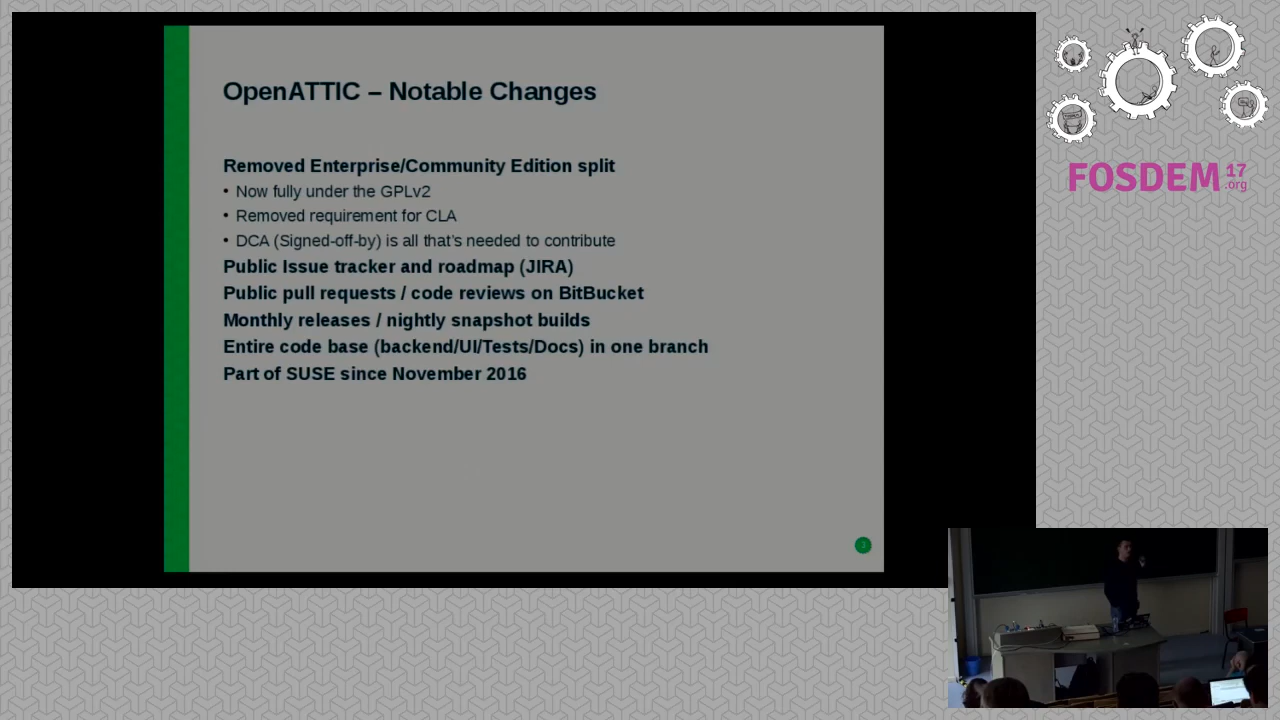 OpenATTIC – Notable Changes
Removed Enterprise/Community Edition split
• Now fully under the GPLv2
• Removed requirement for CLA
• DCA (Signed-off-by) is all that's needed to contribute
Public Issue tracker and roadmap (JIRA)
Public pull requests / code reviews on BitBucket
Monthly releases / nightly snapshot builds
Entire code base (backend/UI/Tests/Docs) in one branch
Part of SUSE since November 2016
3
FOSDEM 17
.org